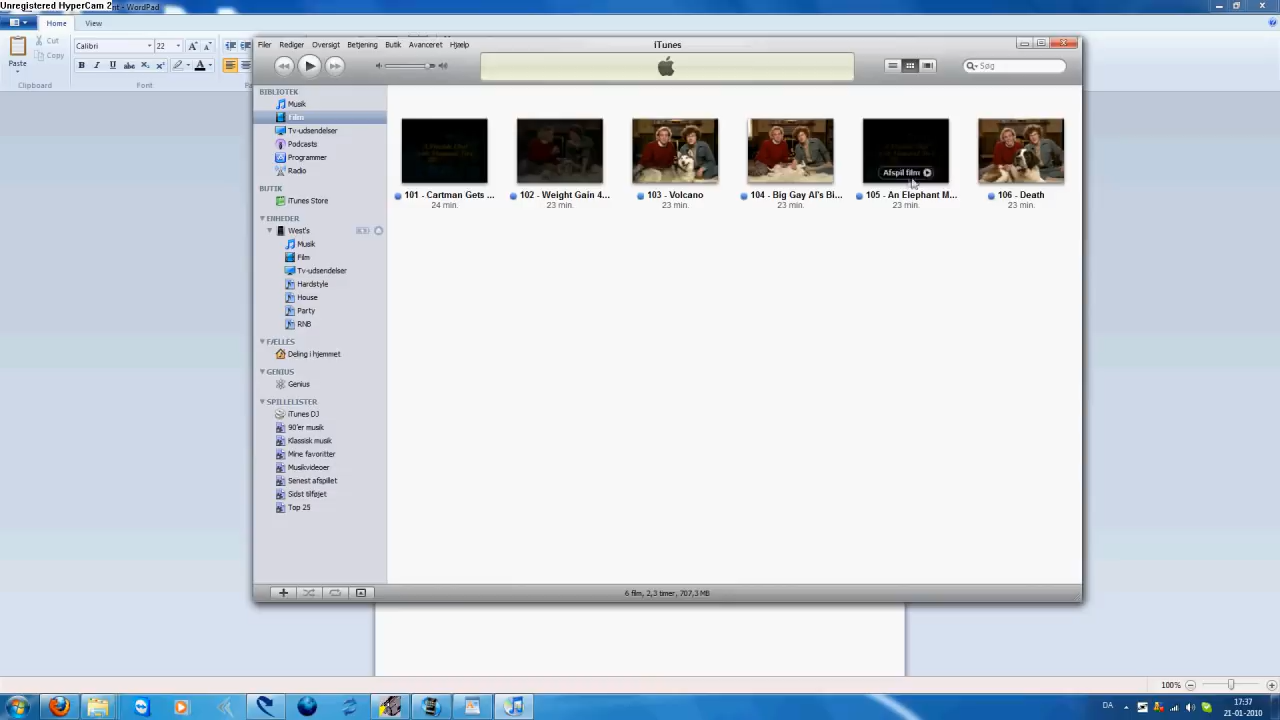 Unregistered HyperCam 2
nt - WordPad
Home
View
Calibri
22
Paste
Cut
Copy
Clipboard
Font
iTunes
Filer
Rediger
Oversigt
Betjening
Butik
Avanceret
Hjælp
Søg
BIBLIOTEK
Musik
Film
Tv-udsendelser
Podcasts
Programmer
Radio
BUTIK
iTunes Store
ENHEDER
West's
Musik
Film
Tv-udsendelser
Hardstyle
House
Party
RNB
FÆLLES
Deling i hjemmet
GENIUS
Genius
SPILLELISTER
iTunes DJ
90'er musik
Klassisk musik
Mine favoritter
Musikvideoer
Senest afspillet
Sidst tilføjet
Top 25
Afspil film
101 - Cartman Gets ...
24 min.
102 - Weight Gain 4...
23 min.
103 - Volcano
23 min.
104 - Big Gay Al's Bi...
23 min.
105 - An Elephant M...
23 min.
106 - Death
23 min.
6 film, 2,3 timer, 707,3 MB
100%
DA
17:37
21-01-2010